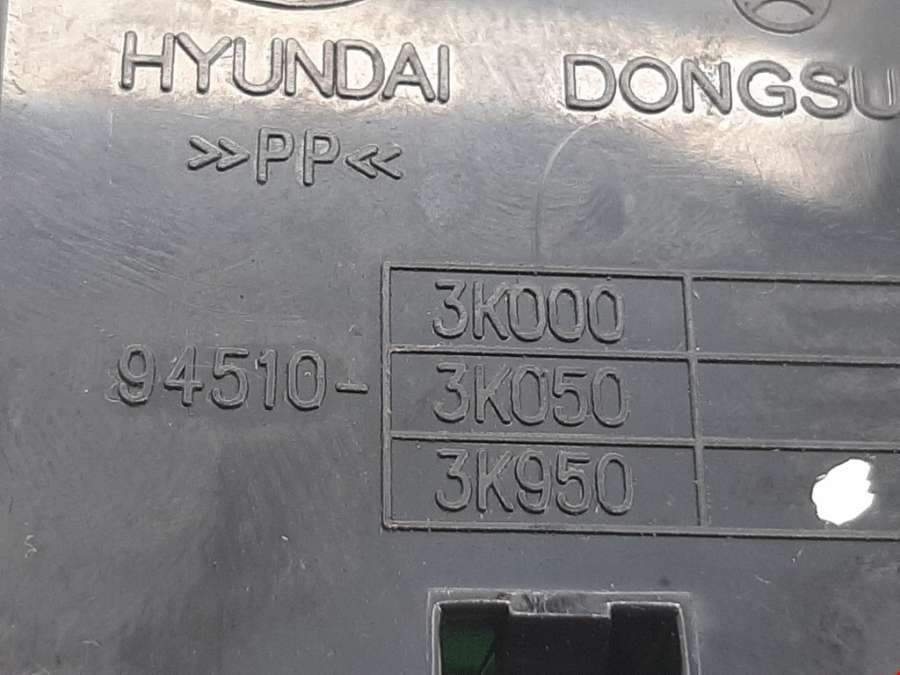 HYUNDAI DONGSU
>>PP<<
94510-
3K000
3K050
3K950